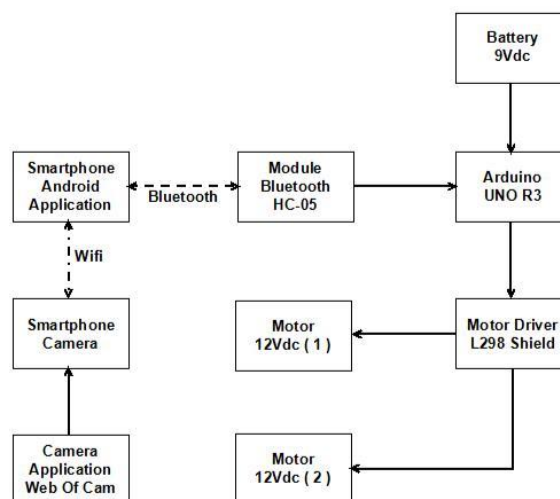 Battery
9Vdc
Smartphone
Android
Application
Bluetooth
Module
Bluetooth
HC-05
Arduino
UNO R3
Wifi
Smartphone
Camera
Motor
12Vdc ( 1 )
Motor Driver
L298 Shield
Camera
Application
Web Of Cam
Motor
12Vdc ( 2 )